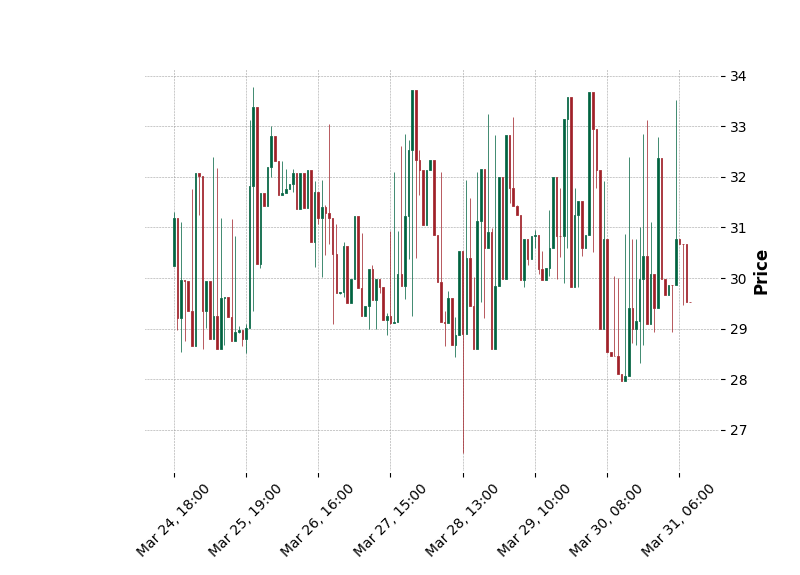 34
33
32
31
30
29
28
27
Price
Mar 24, 18:00
Mar 25, 19:00
Mar 26, 16:00
Mar 27, 15:00
Mar 28, 13:00
Mar 29, 10:00
Mar 30, 08:00
Mar 31, 06:00